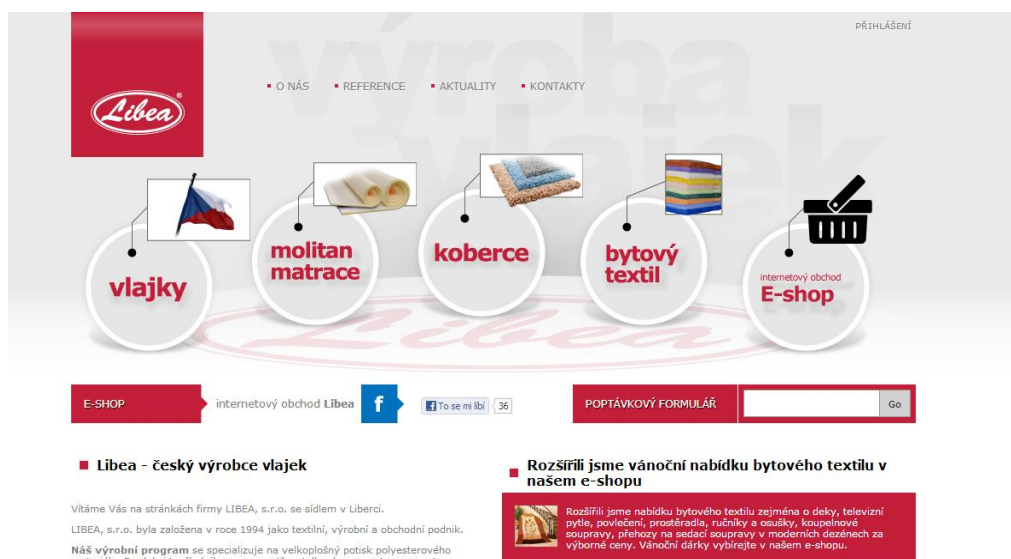 výroba
vlajek
PŘIHLÁŠENÍ
O NÁS REFERENCE AKTUALITY KONTAKTY
Libea®
vlajky
molitan
matrace
koberce
bytový
textil
internetový obchod
E-shop
Libea
E-SHOP internetový obchod Libea f To se mi líbí 36 POPTÁVKOVÝ FORMULÁŘ Go
Libea - český výrobce vlajek
Vítáme Vás na stránkách firmy LIBEA, s.r.o. se sídlem v Liberci.
LIBEA, s.r.o. byla založena v roce 1994 jako textilní, výrobní a obchodní podnik.
Náš výrobní program se specializuje na velkoplošný potisk polyesterového
Rozšířili jsme vánoční nabídku bytového textilu v
našem e-shopu
Rozšířili jsme nabídku bytového textilu zejména o deky, televizní
pytle, povlečení, prostěradla, ručníky a osušky, koupelnové
soupravy, přehozy na sedací soupravy v moderních dezénech za
výborné ceny. Vánoční dárky vybírejte v našem e-shopu.